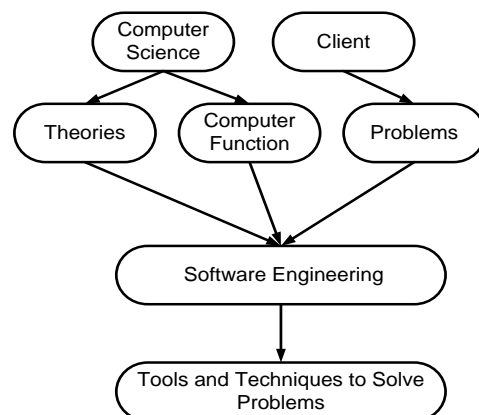 Computer
Science
Client
Theories
Computer
Function
Problems
Software Engineering
Tools and Techniques to Solve
Problems